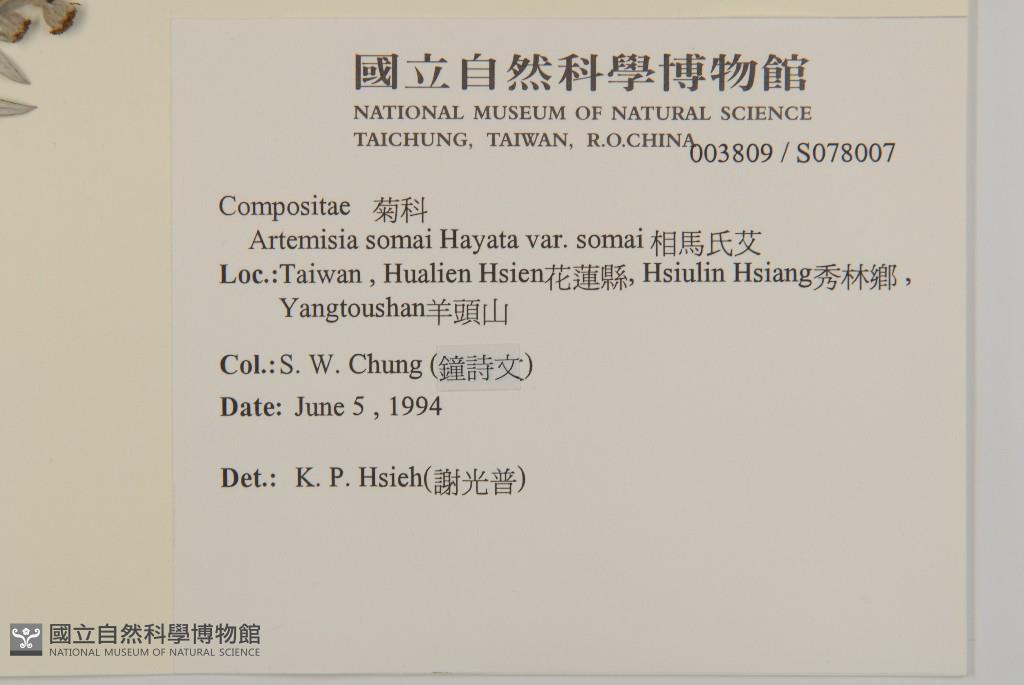 國立自然科學博物館
NATIONAL MUSEUM OF NATURAL SCIENCE
TAICHUNG, TAIWAN, R.O.CHINA
003809 / S078007
Compositae 菊科
Artemisia somai Hayata var. somai 相馬氏艾
Loc.:Taiwan , Hualien Hsien花蓮縣, Hsiulin Hsiang秀林鄉 ,
Yangtoushan羊頭山
Col.: S. W. Chung (鐘詩文)
Date: June 5 , 1994
Det.: K. P. Hsieh(謝光普)
國立自然科學博物館
NATIONAL MUSEUM OF NATURAL SCIENCE